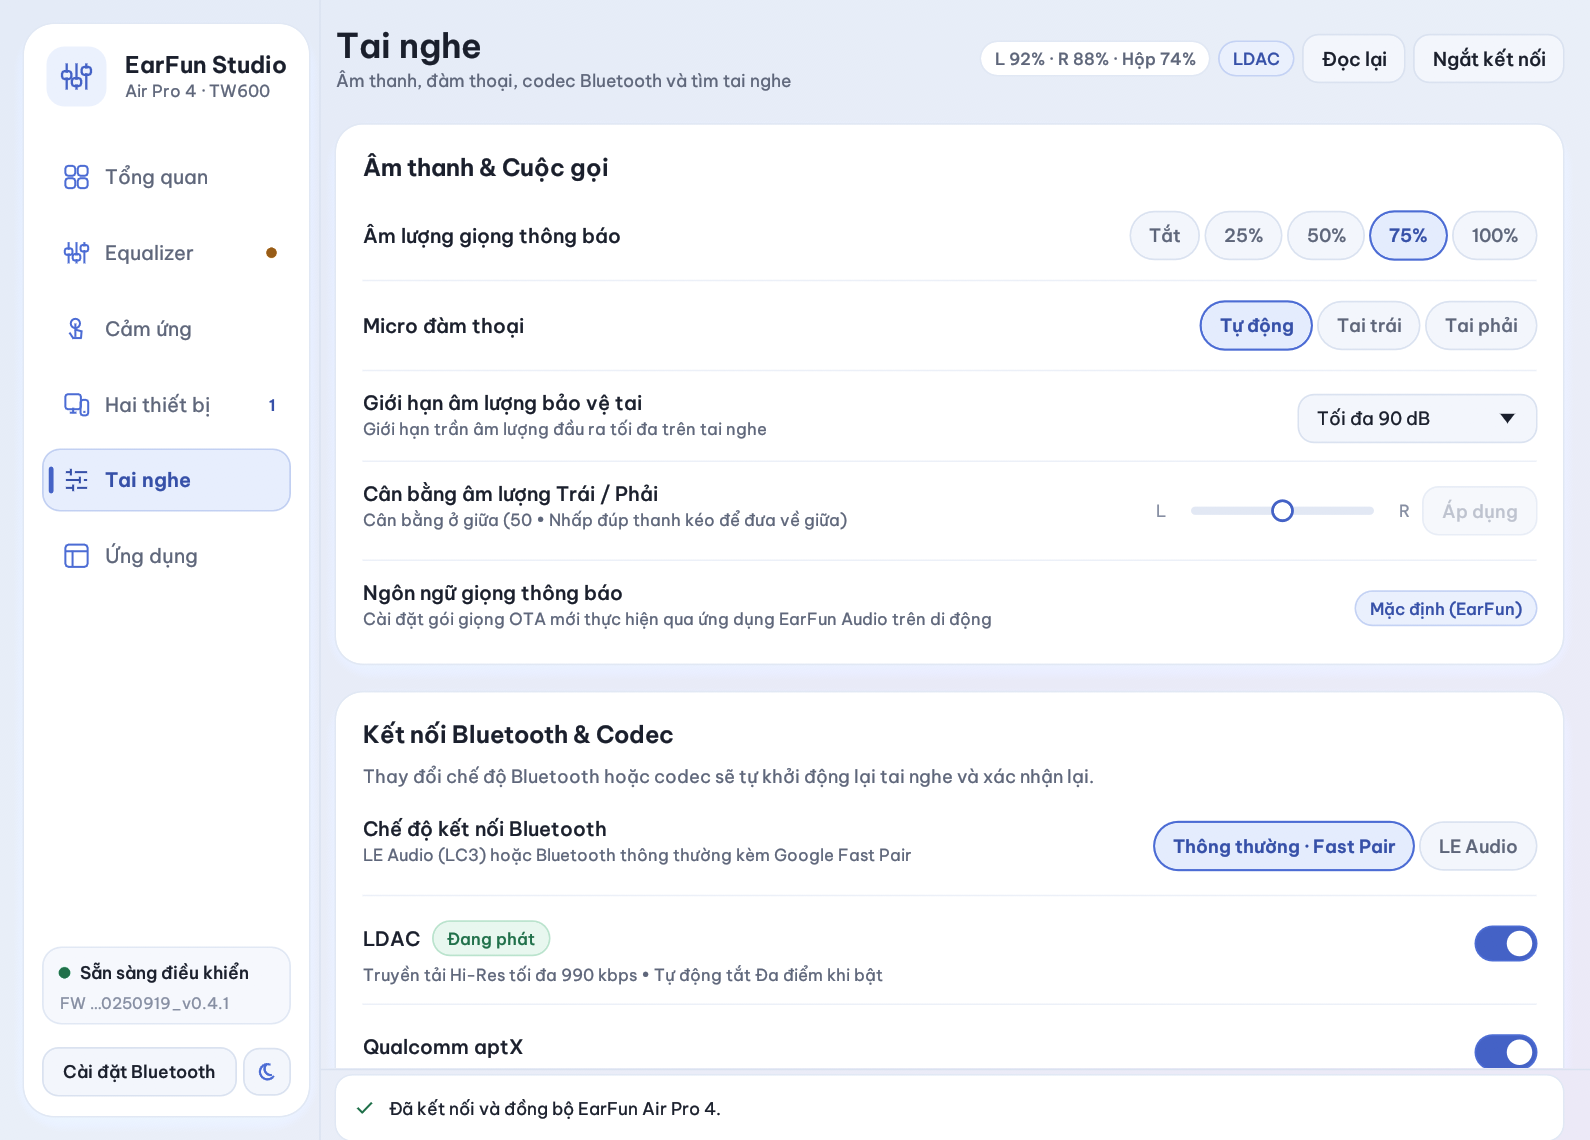 EarFun Studio
Air Pro 4 · TW600
Tổng quan
Equalizer
Cảm ứng
Hai thiết bị 1
Tai nghe
Ứng dụng
Sẵn sàng điều khiển
FW ...0250919_v0.4.1
Cài đặt Bluetooth
Tai nghe
Âm thanh, đàm thoại, codec Bluetooth và tìm tai nghe
L 92% · R 88% · Hộp 74% LDAC Đọc lại Ngắt kết nối
Âm thanh & Cuộc gọi
Âm lượng giọng thông báo Tắt 25% 50% 75% 100%
Micro đàm thoại Tự động Tai trái Tai phải
Giới hạn âm lượng bảo vệ tai
Giới hạn trần âm lượng đầu ra tối đa trên tai nghe
Tối đa 90 dB
Cân bằng âm lượng Trái / Phải
Cân bằng ở giữa (50 • Nhấp đúp thanh kéo để đưa về giữa)
L R Áp dụng
Ngôn ngữ giọng thông báo
Cài đặt gói giọng OTA mới thực hiện qua ứng dụng EarFun Audio trên di động
Mặc định (EarFun)
Kết nối Bluetooth & Codec
Thay đổi chế độ Bluetooth hoặc codec sẽ tự khởi động lại tai nghe và xác nhận lại.
Chế độ kết nối Bluetooth
LE Audio (LC3) hoặc Bluetooth thông thường kèm Google Fast Pair
Thông thường · Fast Pair LE Audio
LDAC Đang phát
Truyền tải Hi-Res tối đa 990 kbps • Tự động tắt Đa điểm khi bật
Qualcomm aptX
Đã kết nối và đồng bộ EarFun Air Pro 4.